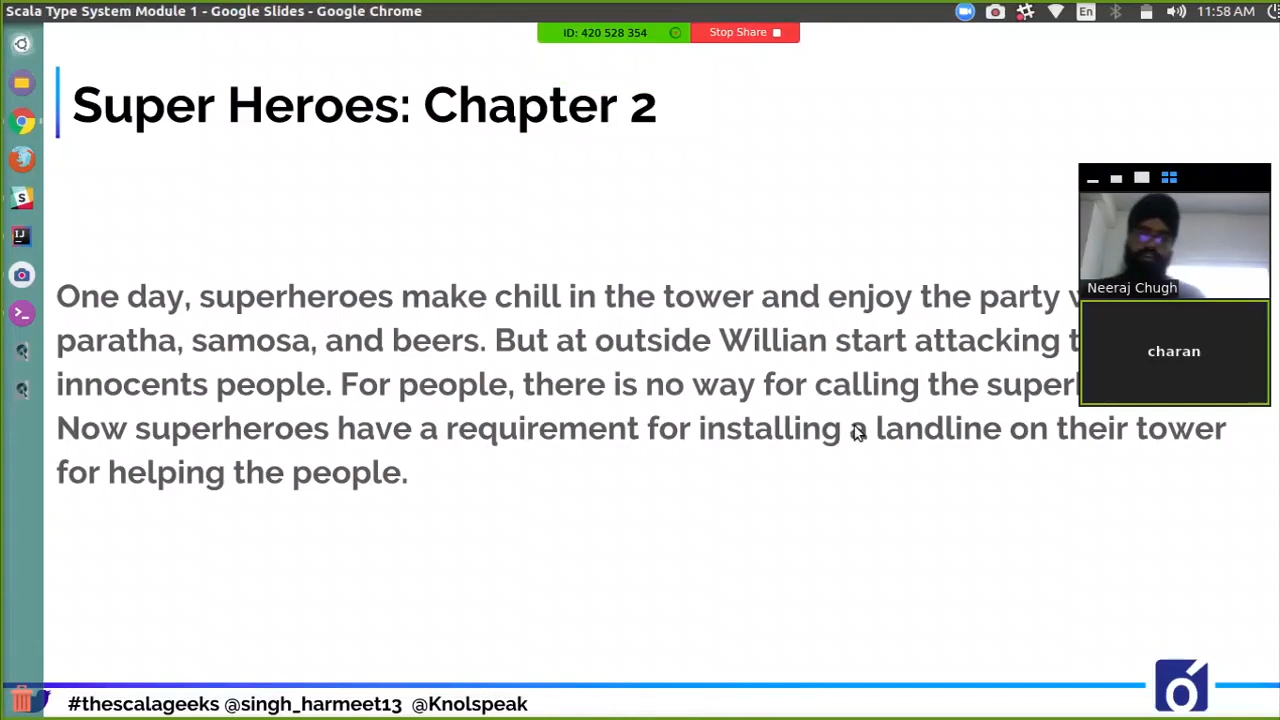 Scala Type System Module 1 - Google Slides - Google Chrome
En
11:58 AM
ID: 420 528 354
Stop Share
Super Heroes: Chapter 2
One day, superheroes make chill in the tower and enjoy the party
paratha, samosa, and beers. But at outside Willian start attacking
innocents people. For people, there is no way for calling the
Now superheroes have a requirement for installing landline on their tower
for helping the people.
Neeraj Chugh
charan
#thescalageeks @singh_harmeet13 @Knolspeak